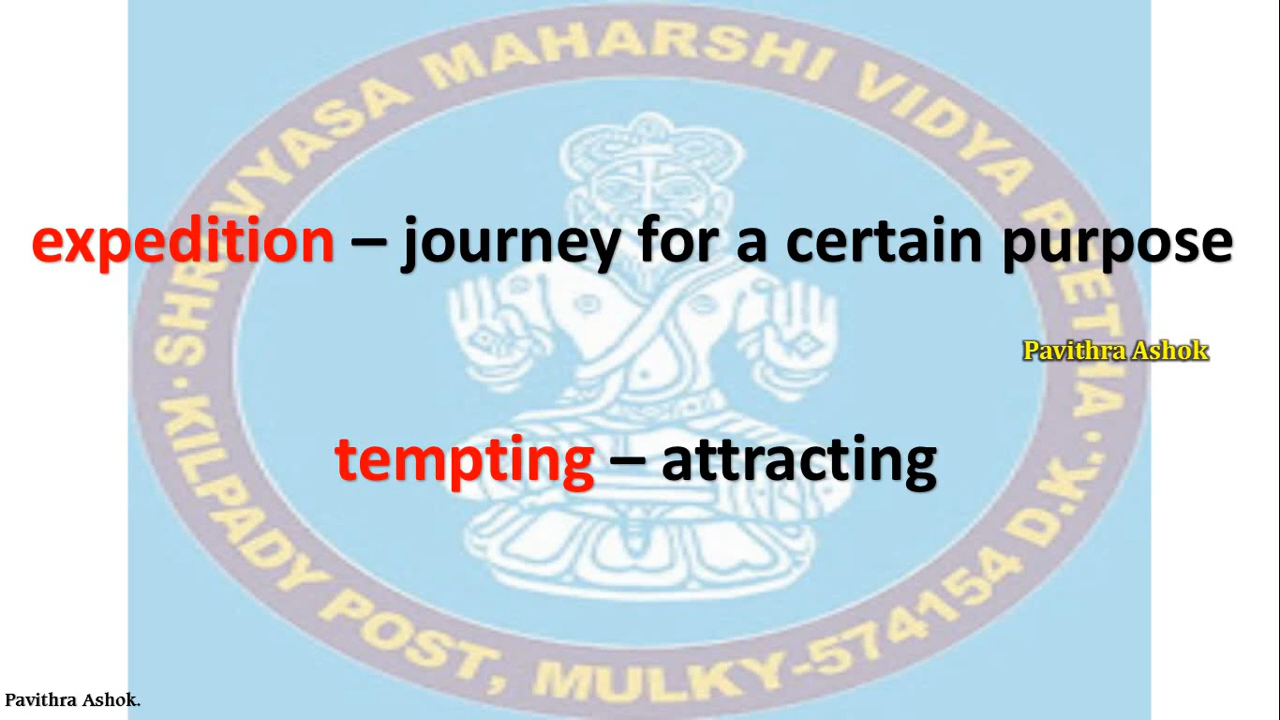 SHRI VYASA MAHARSHI VIDYA PEETHA
expedition – journey for a certain purpose
Pavithra Ashok
tempting – attracting
· KILPADY POST, MULKY-574154 D.K. ·
Pavithra Ashok.